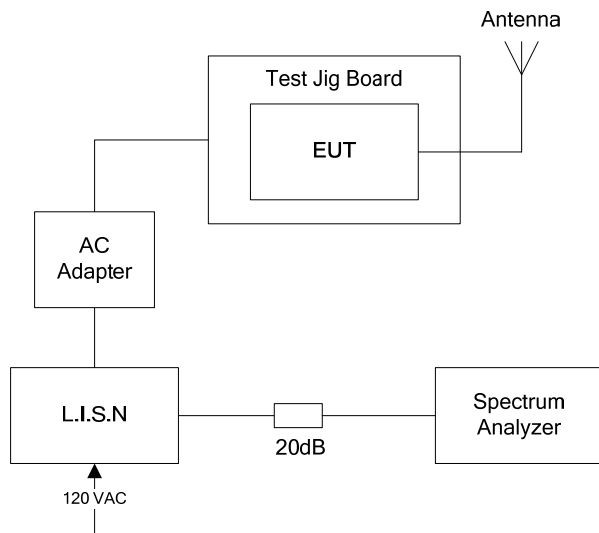 Antenna
Test Jig Board
EUT
AC
Adapter
L.I.S.N
20dB
Spectrum
Analyzer
120 VAC